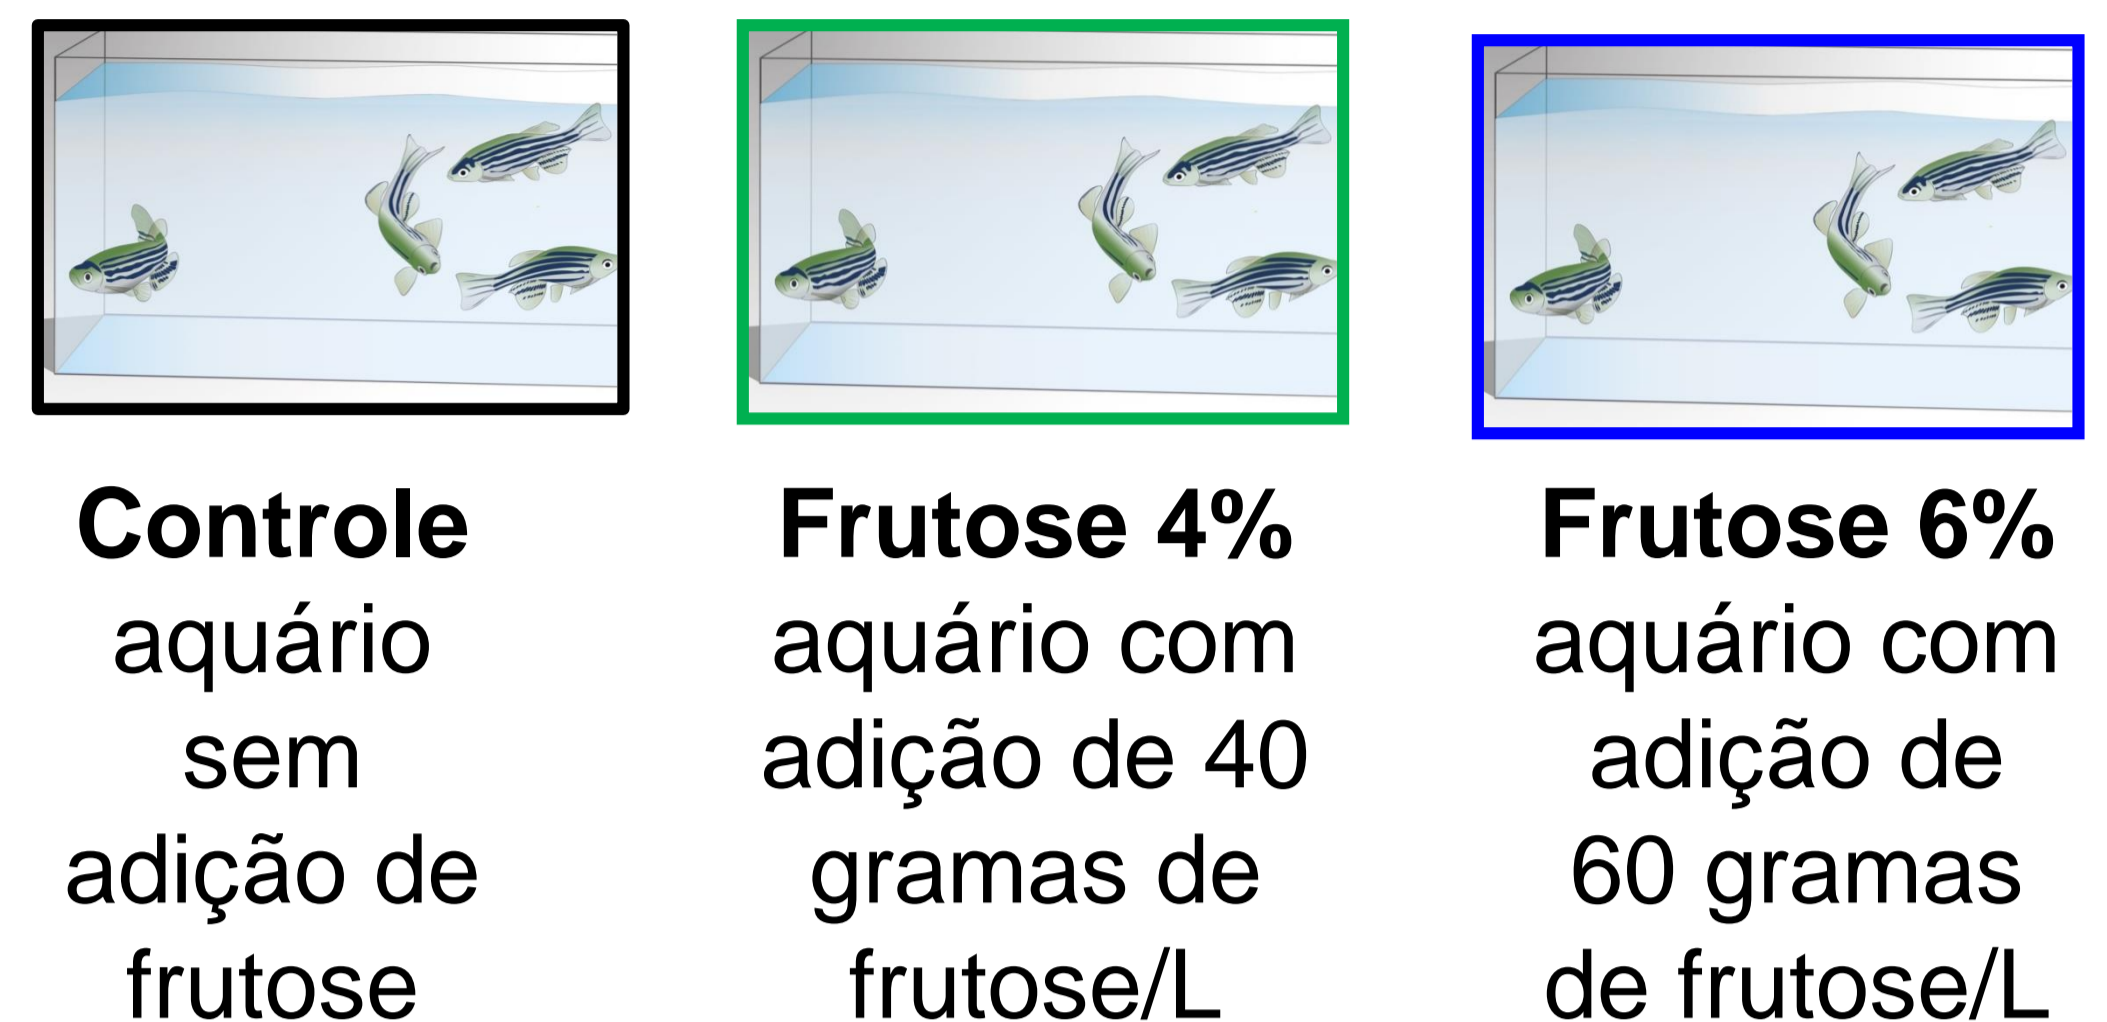 Controle
aquário
sem
adição de
frutose
Frutose 4%
aquário com
adição de 40
gramas de
frutose/L
Frutose 6%
aquário com
adição de
60 gramas
de frutose/L